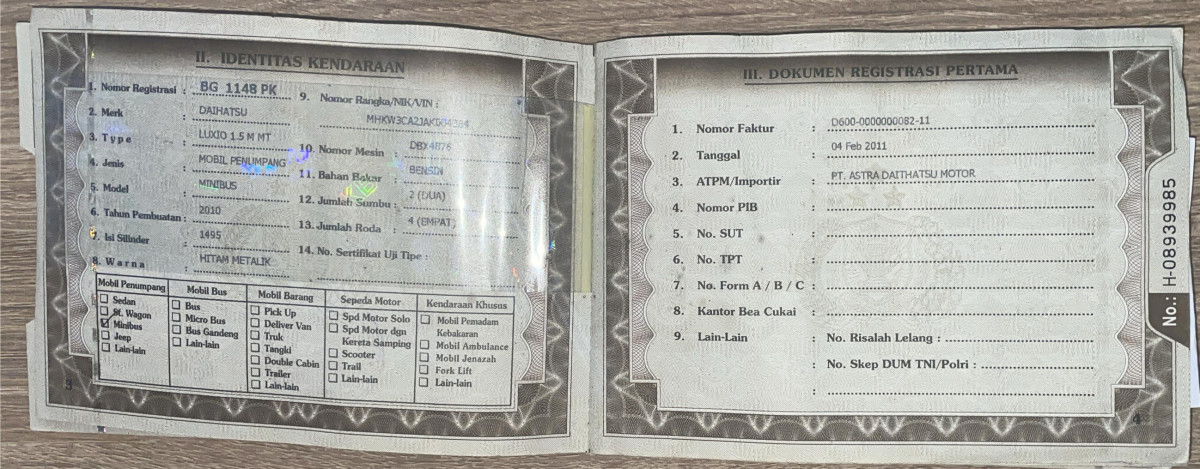 II. IDENTITAS KENDARAAN
1. Nomor Registrasi : BG 1148 PK
2. Merk : DAIHATSU
3. Type : LUXIO 1.5 M MT
4. Jenis : MOBIL PENUMPANG
5. Model : MINIBUS
6. Tahun Pembuatan : 2010
7. Isi Silinder : 1495
8. Warna : HITAM METALIK
9. Nomor Rangka/NIK/VIN :
10. Nomor Mesin : DBX4876
11. Bahan Bakar : BENSIN
12. Jumlah Sumbu : 2 (DUA)
13. Jumlah Roda : 4 (EMPAT)
14. No. Sertifikat Uji Tipe :
Mobil Penumpang
Sedan
St. Wagon
Minibus
Jeep
Lain-lain
Mobil Bus
Bus
Micro Bus
Bus Gandeng
Lain-lain
Mobil Barang
Pick Up
Deliver Van
Truk
Tangki
Double Cabin
Trailer
Lain-lain
Sepeda Motor
Spd Motor Solo
Spd Motor dgn
Kereta Samping
Scooter
Trail
Lain-lain
Kendaraan Khusus
Mobil Pemadam
Kebakaran
Mobil Ambulance
Mobil Jenazah
Fork Lift
Lain-lain
3
III. DOKUMEN REGISTRASI PERTAMA
1. Nomor Faktur : D600-0000000082-11
2. Tanggal : 04 Feb 2011
3. ATPM/Importir : PT. ASTRA DAITHATSU MOTOR
4. Nomor PIB :
5. No. SUT :
6. No. TPT :
7. No. Form A / B / C :
8. Kantor Bea Cukai :
9. Lain-Lain : No. Risalah Lelang :
: No. Skep DUM TNI/Polri :
:
4
No.: H-08939985